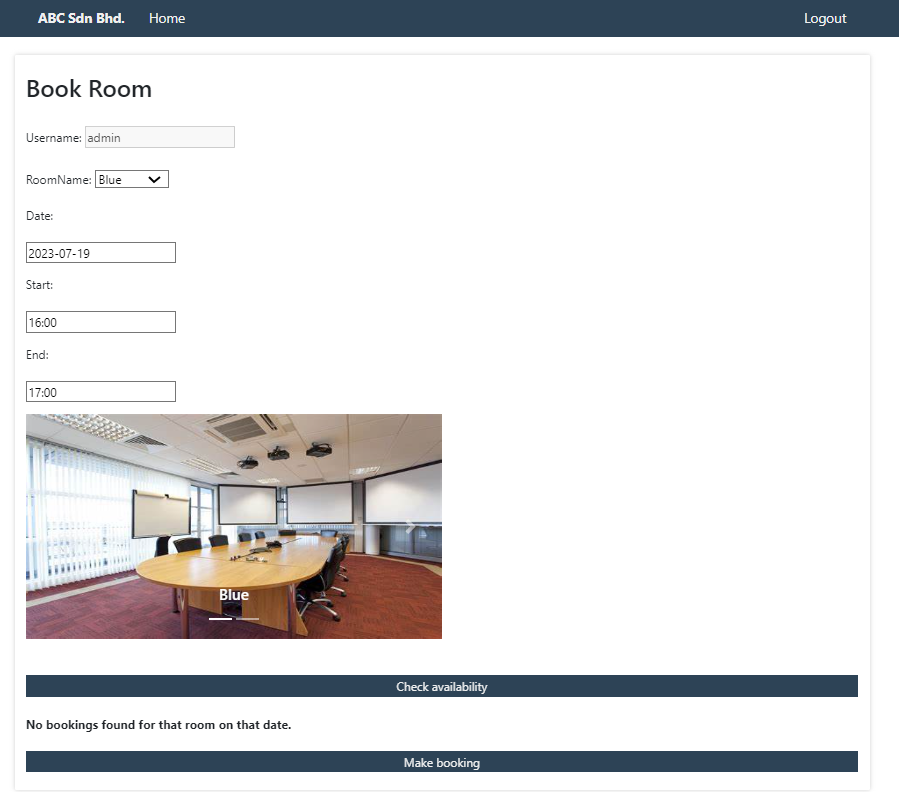 ABC Sdn Bhd. Home Logout
Book Room
Username: admin
RoomName: Blue
Date:
2023-07-19
Start:
16:00
End:
17:00
Blue
Check availability
No bookings found for that room on that date.
Make booking